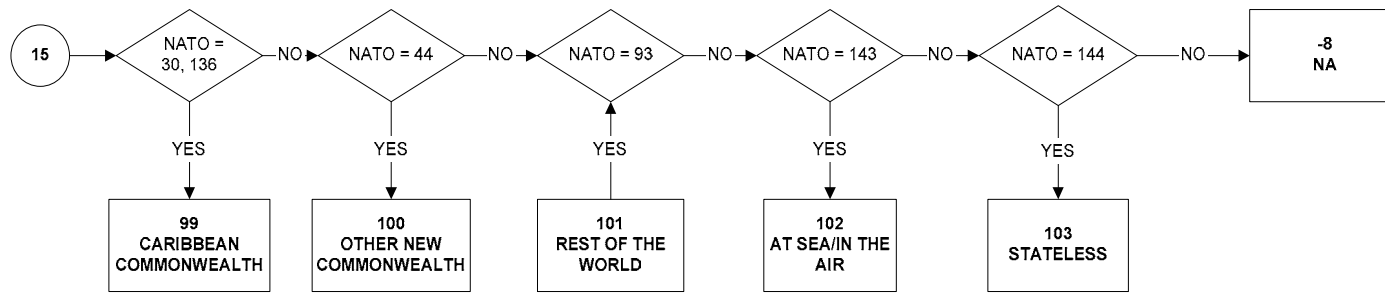 15
NATO =
30, 136
NO
NATO = 44
NO
NATO = 93
NO
NATO = 143
NO
NATO = 144
NO
-8
NA
YES
YES
YES
YES
YES
99
CARIBBEAN
COMMONWEALTH
100
OTHER NEW
COMMONWEALTH
101
REST OF THE
WORLD
102
AT SEA/IN THE
AIR
103
STATELESS